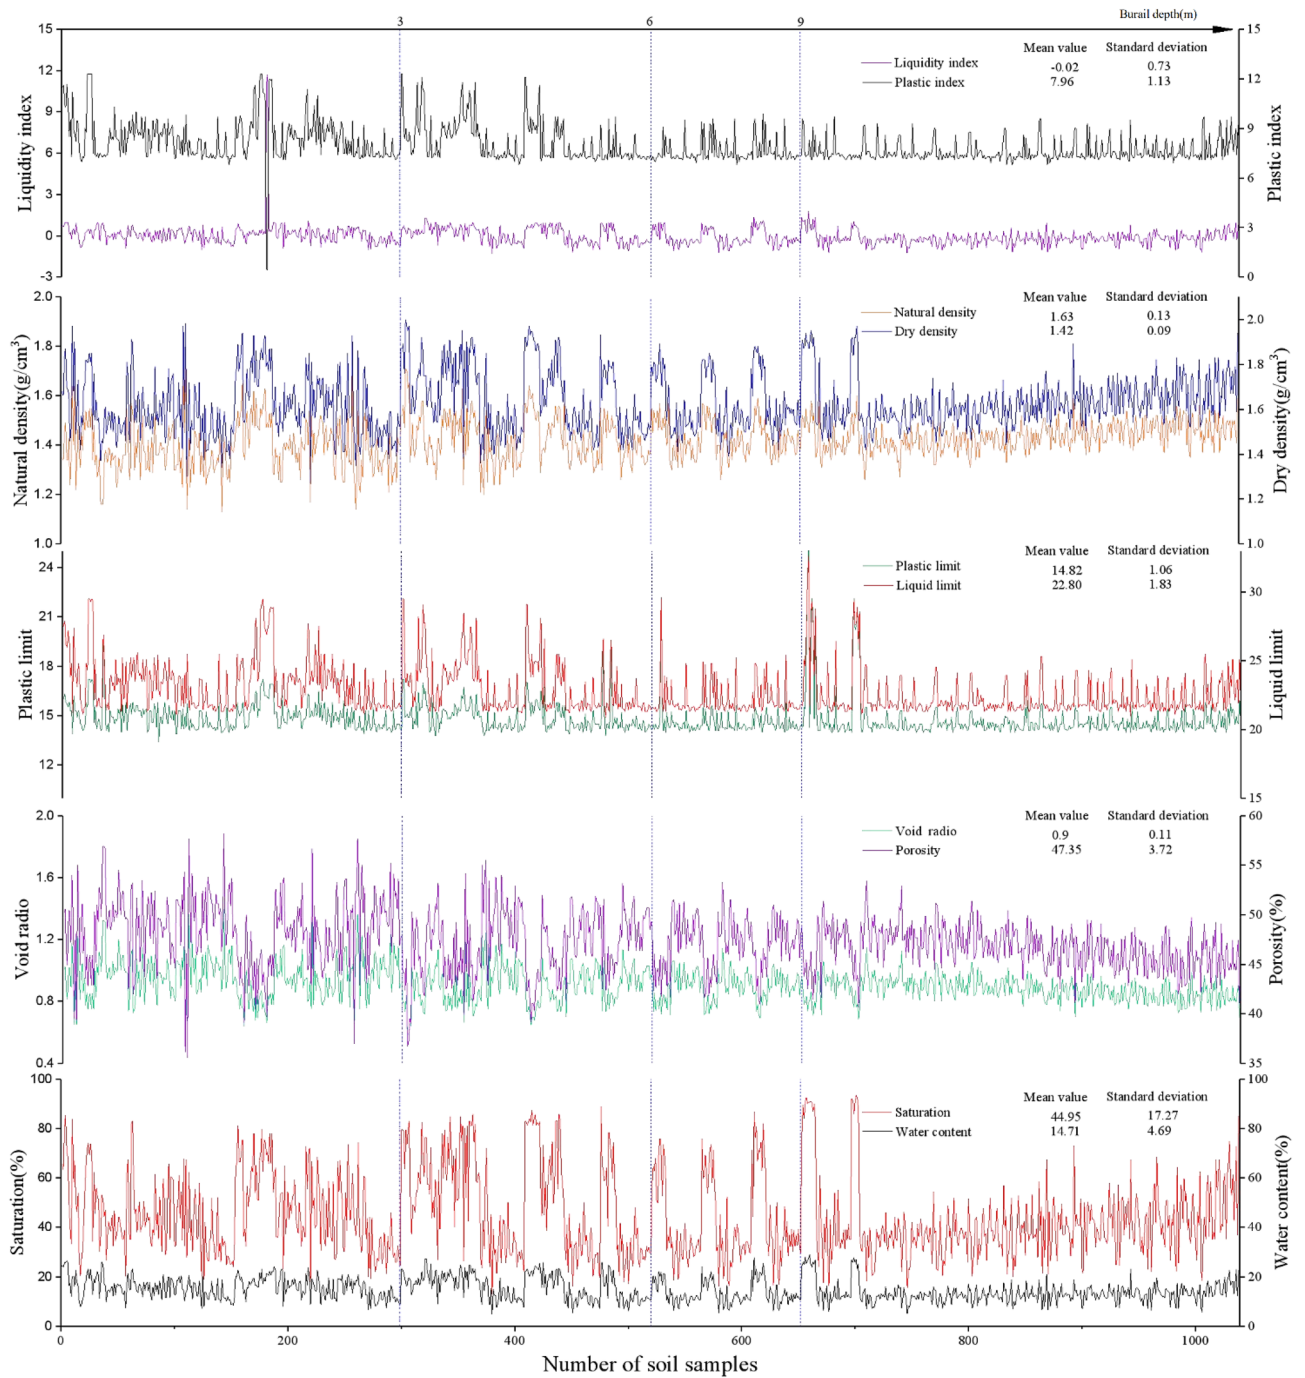 Burail depth(m)
3 6 9
15 12 9 6 3 0 -3
Liquidity index
Mean value Standard deviation
Liquidity index -0.02 0.73
Plastic index 7.96 1.13
15 12 9 6 3 0
Plastic index
2.0 1.8 1.6 1.4 1.2 1.0
Natural density(g/cm³)
Mean value Standard deviation
Natural density 1.63 0.13
Dry density 1.42 0.09
2.0 1.8 1.6 1.4 1.2 1.0
Dry density(g/cm³)
24 21 18 15 12
Plastic limit
Mean value Standard deviation
Plastic limit 14.82 1.06
Liquid limit 22.80 1.83
30 25 20 15
Liquid limit
2.0 1.6 1.2 0.8 0.4
Void radio
Mean value Standard deviation
Void radio 0.9 0.11
Porosity 47.35 3.72
60 55 50 45 40 35
Porosity(%)
100 80 60 40 20 0
Saturation(%)
Mean value Standard deviation
Saturation 44.95 17.27
Water content 14.71 4.69
100 80 60 40 20 0
Water content(%)
0 200 400 600 800 1000
Number of soil samples